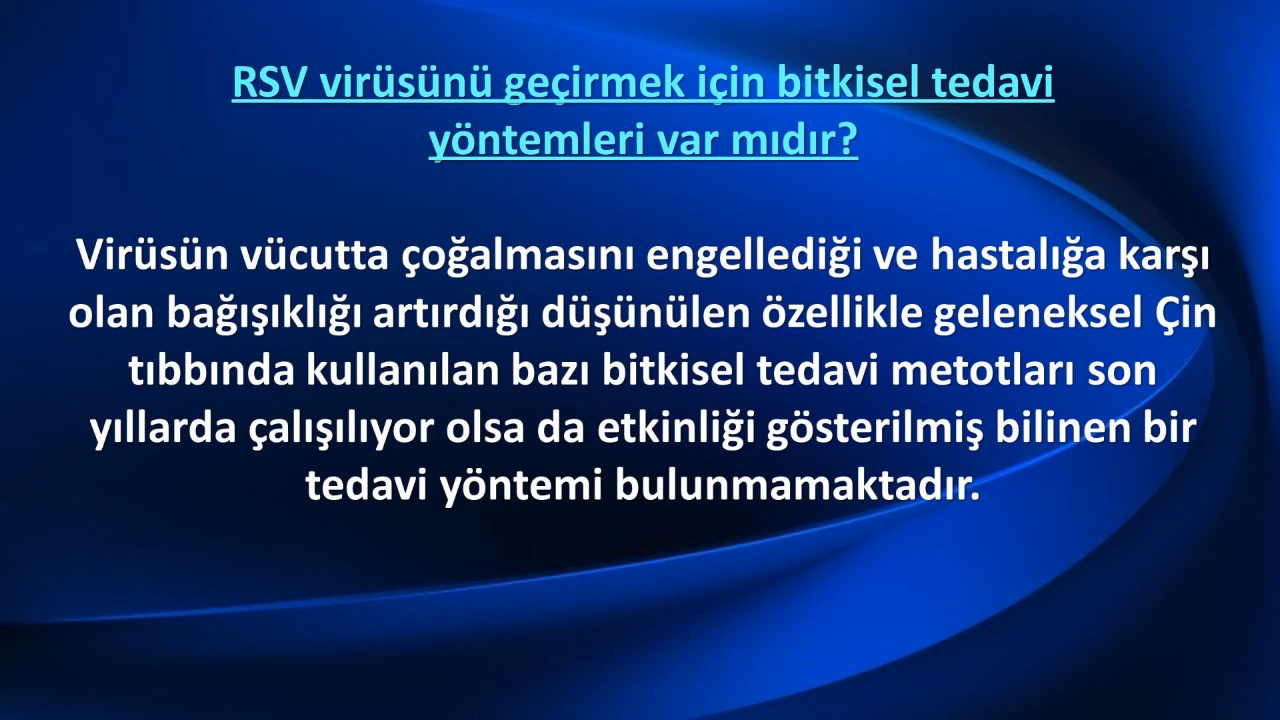 RSV virüsünü geçirmek için bitkisel tedavi
yöntemleri var mıdır?
Virüsün vücutta çoğalmasını engellediği ve hastalığa karşı
olan bağışıklığı artırdığı düşünülen özellikle geleneksel Çin
tıbbında kullanılan bazı bitkisel tedavi metotları son
yıllarda çalışılıyor olsa da etkinliği gösterilmiş bilinen bir
tedavi yöntemi bulunmamaktadır.